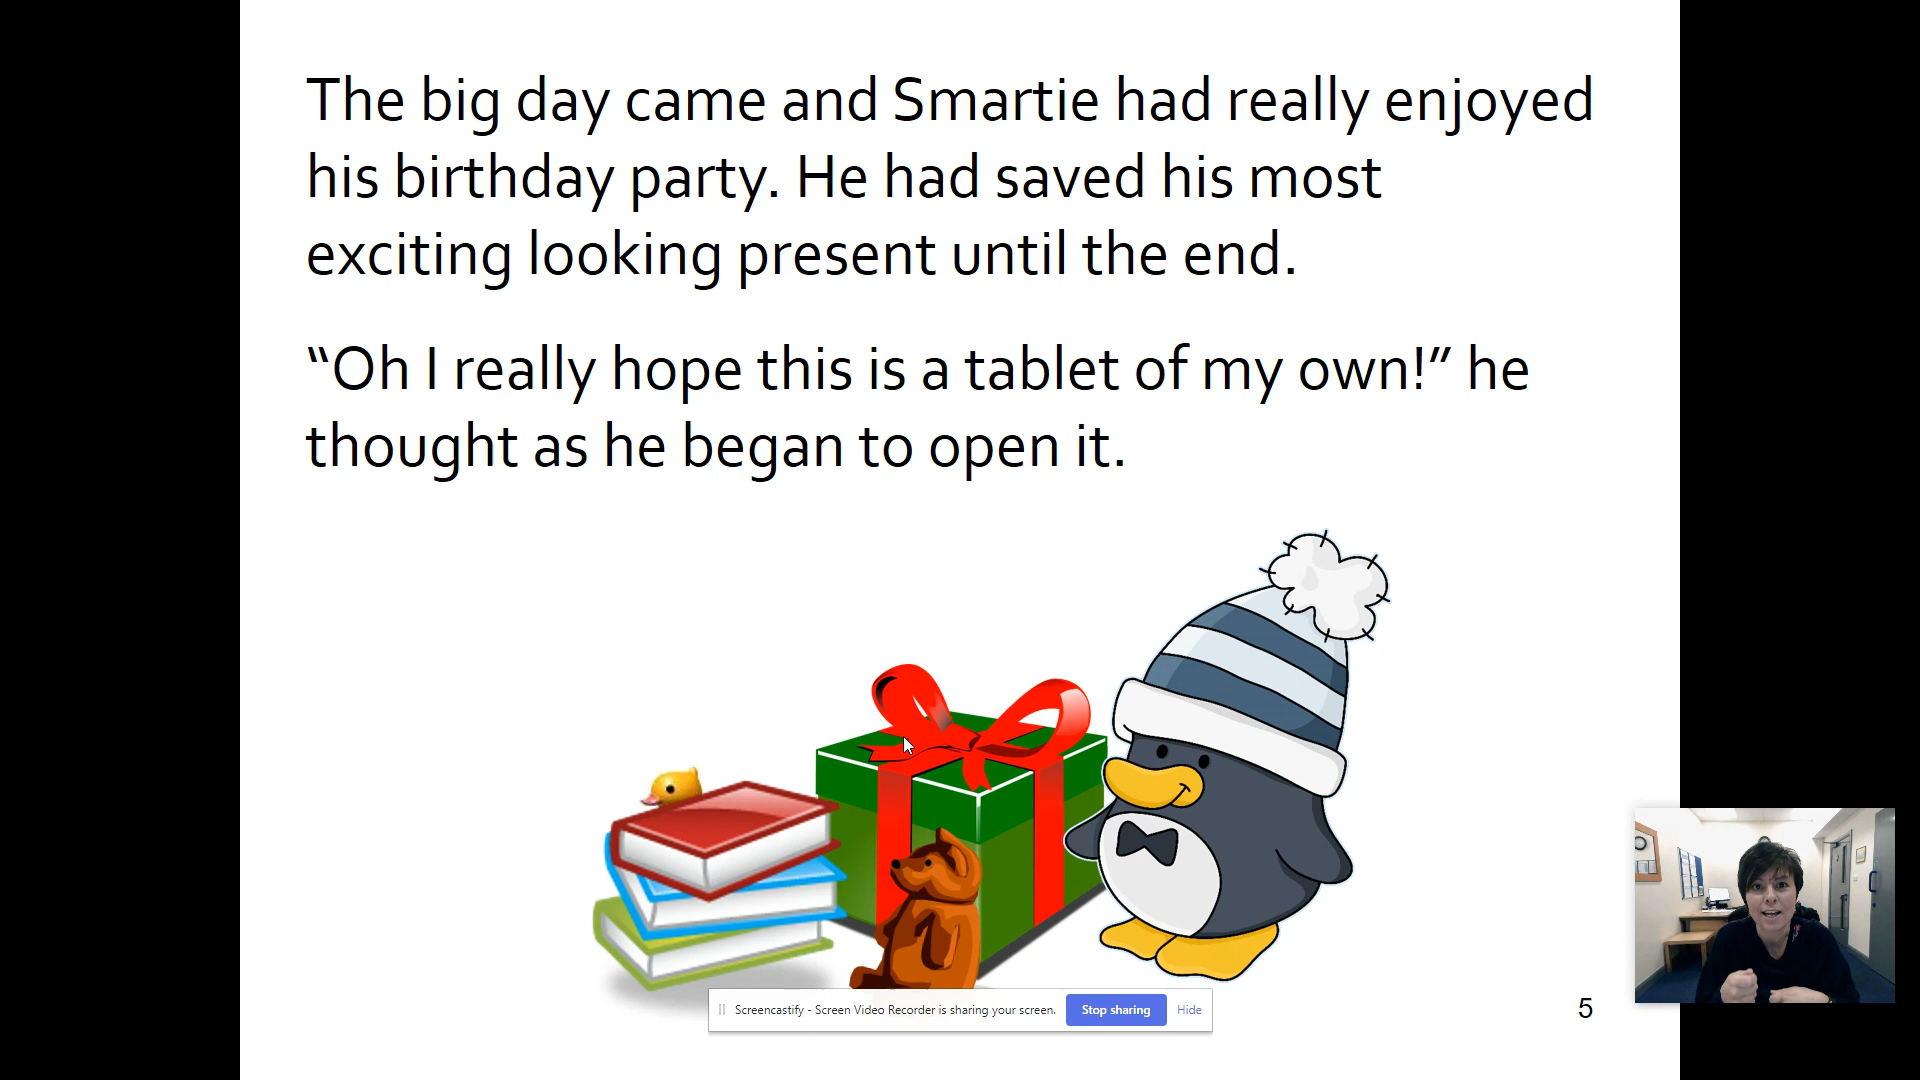 The big day came and Smartie had really enjoyed
his birthday party. He had saved his most
exciting looking present until the end.
“Oh I really hope this is a tablet of my own!” he
thought as he began to open it.
Screencastify - Screen Video Recorder is sharing your screen.
Stop sharing
Hide
5